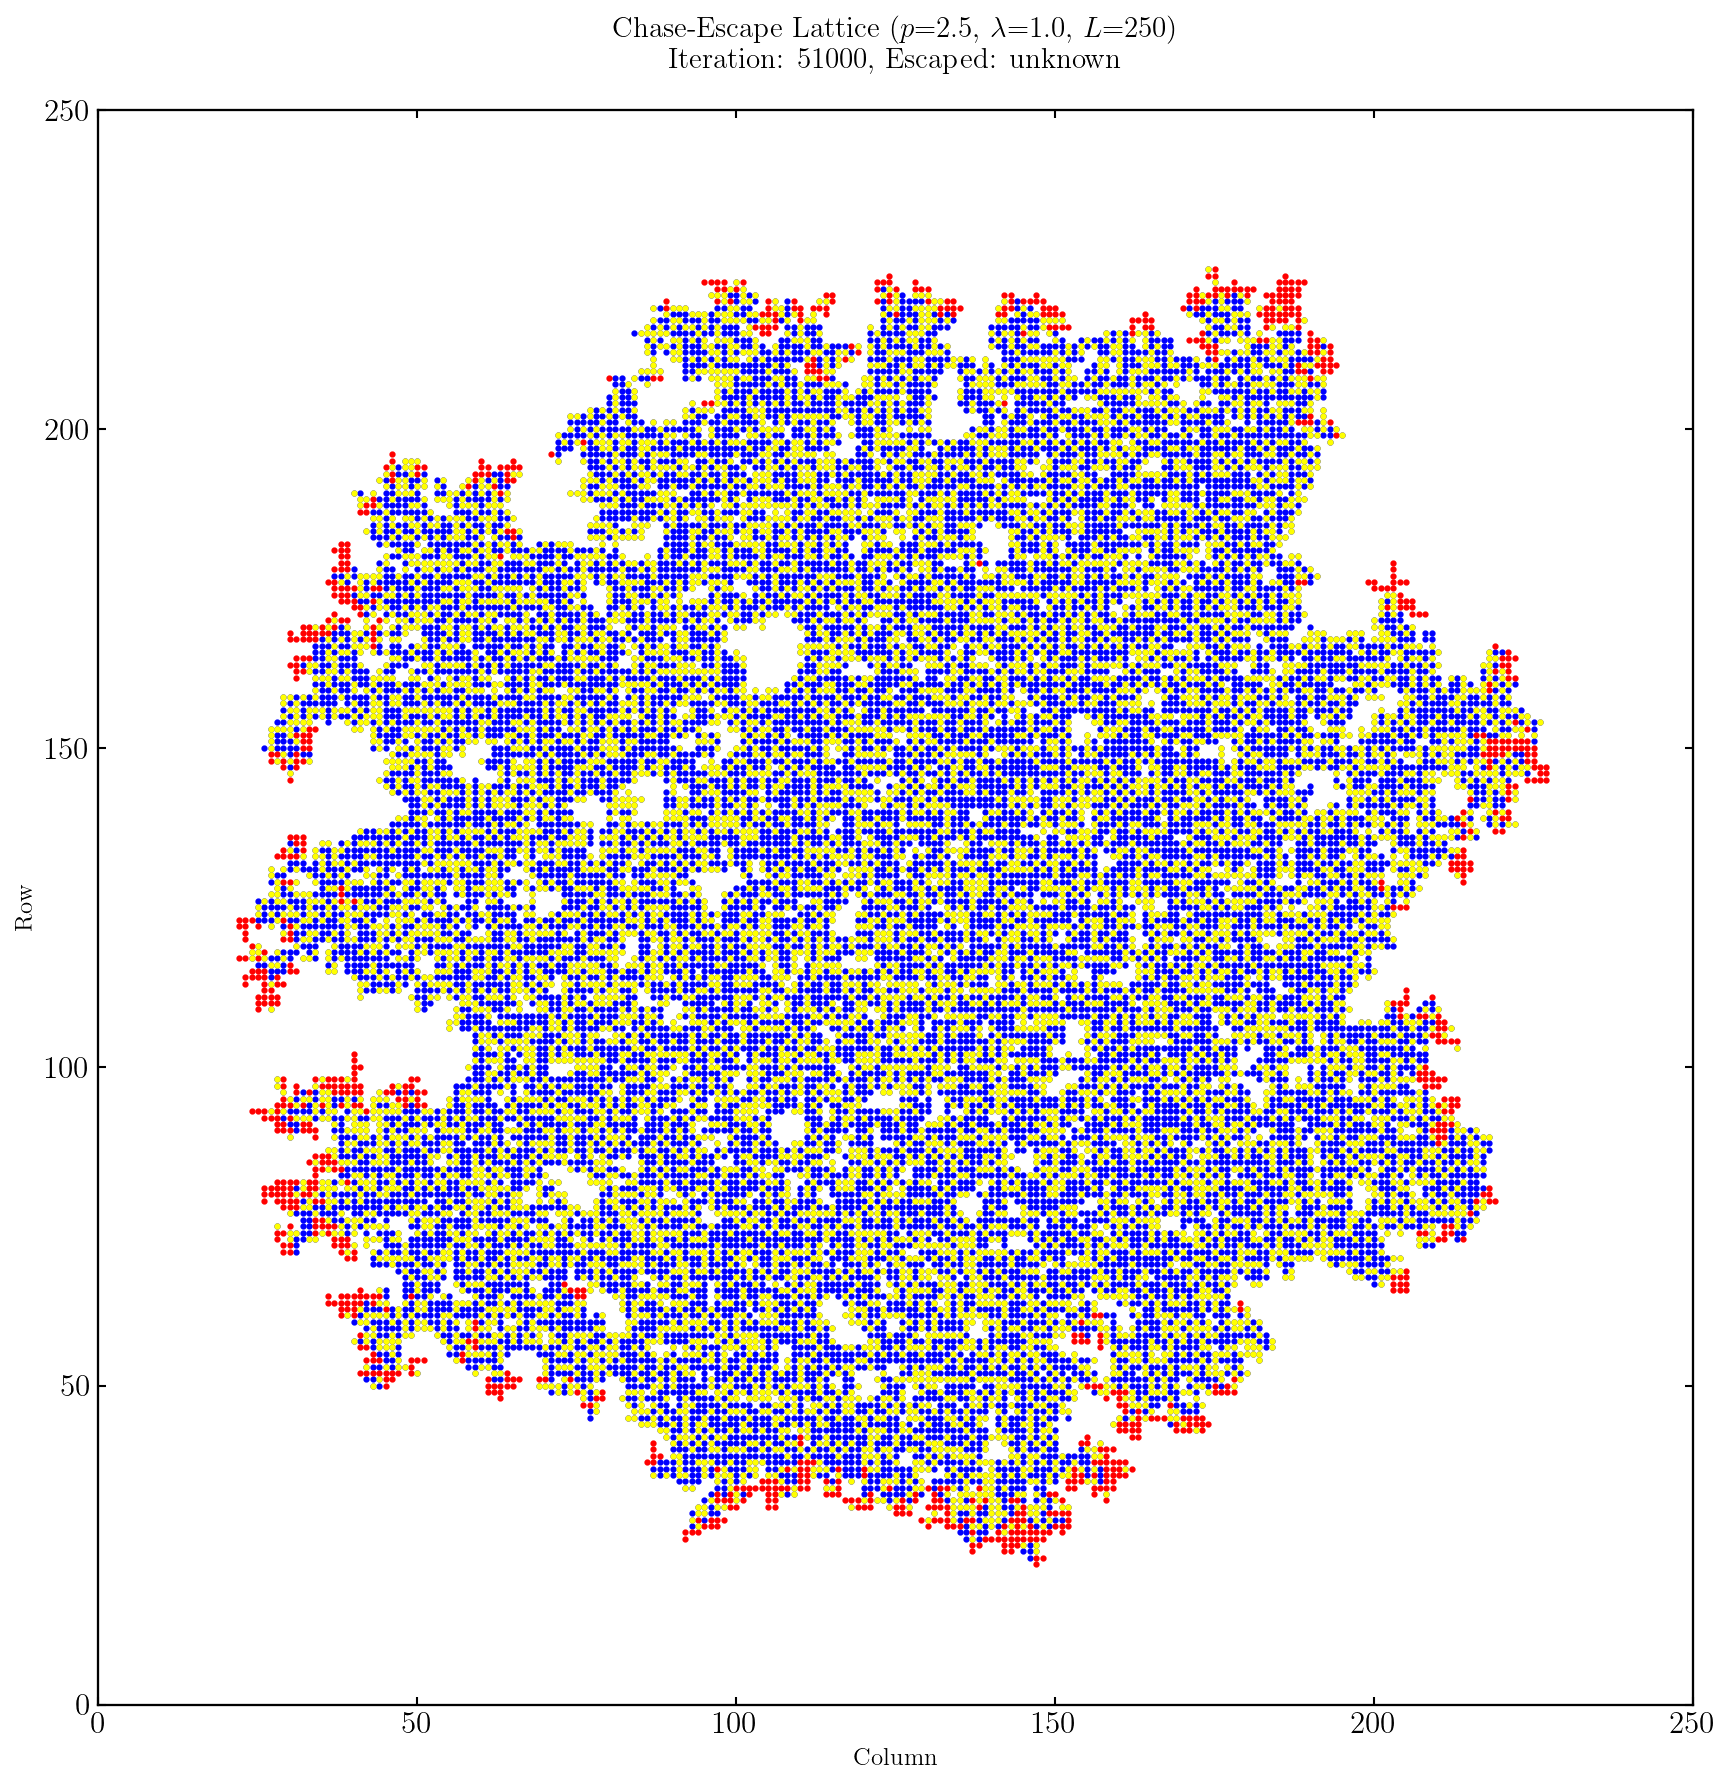 Chase-Escape Lattice (p=2.5, λ=1.0, L=250)
Iteration: 51000, Escaped: unknown
250
200
150
100
50
0
Row
0 50 100 150 200 250
Column